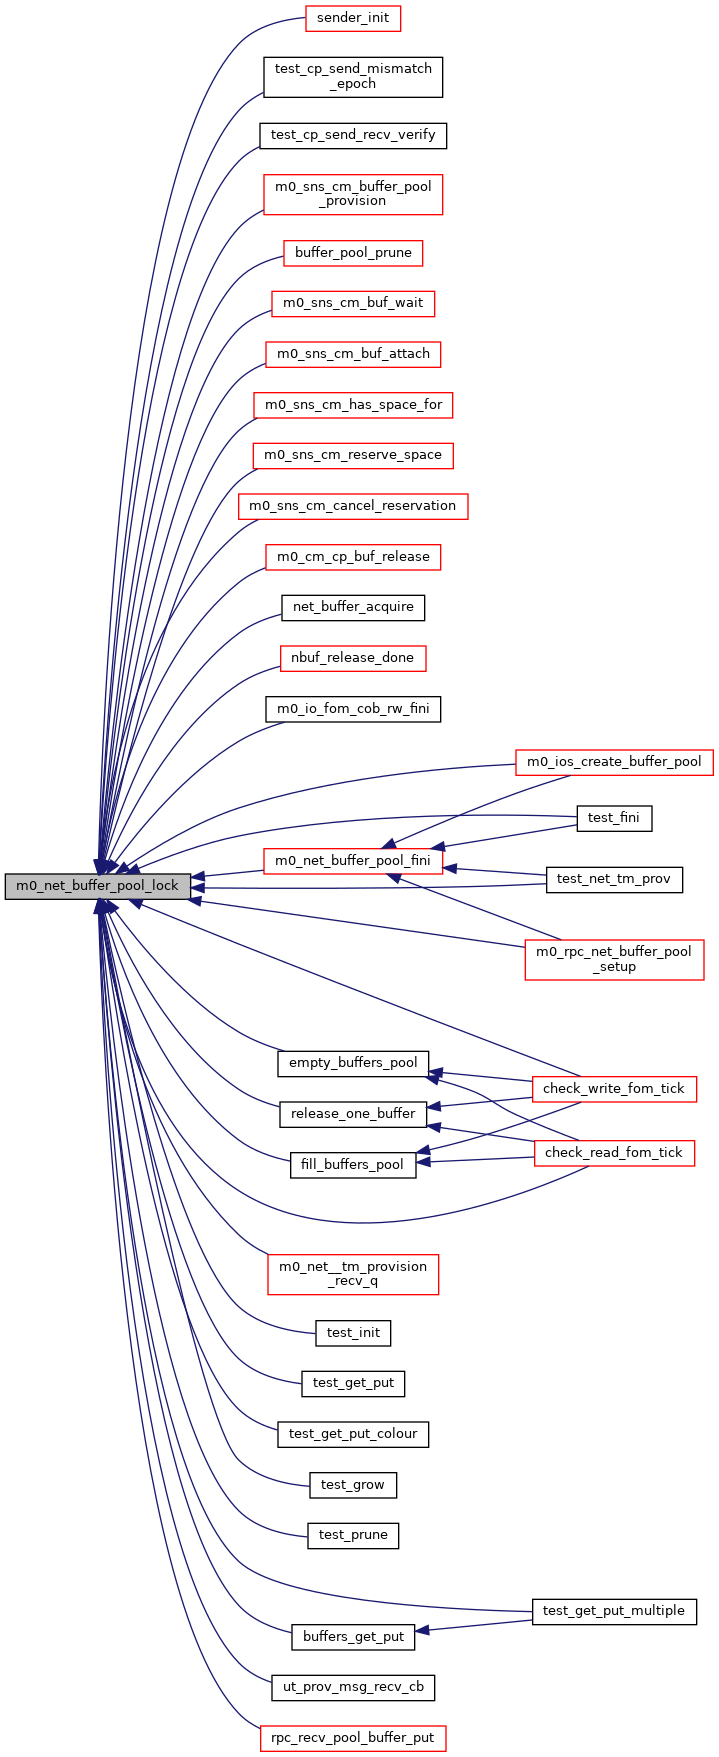 sender_init
test_cp_send_mismatch
_epoch
test_cp_send_recv_verify
m0_sns_cm_buffer_pool
_provision
buffer_pool_prune
m0_sns_cm_buf_wait
m0_sns_cm_buf_attach
m0_sns_cm_has_space_for
m0_sns_cm_reserve_space
m0_sns_cm_cancel_reservation
m0_cm_cp_buf_release
net_buffer_acquire
nbuf_release_done
m0_io_fom_cob_rw_fini
m0_ios_create_buffer_pool
test_fini
m0_net_buffer_pool_fini
test_net_tm_prov
m0_net_buffer_pool_lock
m0_rpc_net_buffer_pool
_setup
empty_buffers_pool
check_write_fom_tick
release_one_buffer
check_read_fom_tick
fill_buffers_pool
m0_net__tm_provision
_recv_q
test_init
test_get_put
test_get_put_colour
test_grow
test_prune
test_get_put_multiple
buffers_get_put
ut_prov_msg_recv_cb
rpc_recv_pool_buffer_put